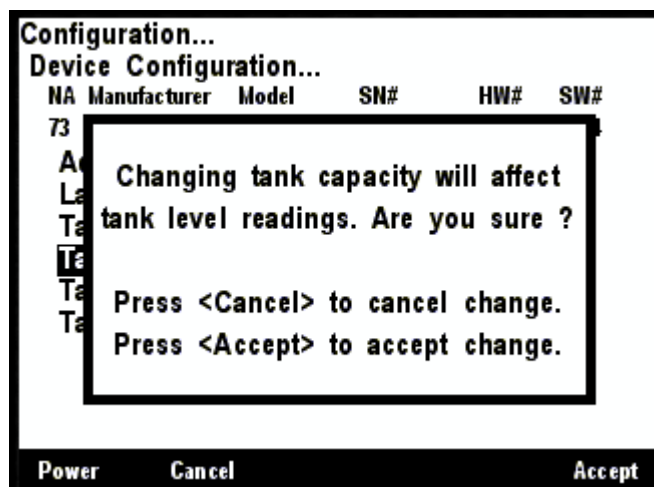 Configuration...
Device Configuration...
NA Manufacturer Model SN# HW# SW#
73
Changing tank capacity will affect
tank level readings. Are you sure ?
Press <Cancel> to cancel change.
Press <Accept> to accept change.
Power Cancel Accept